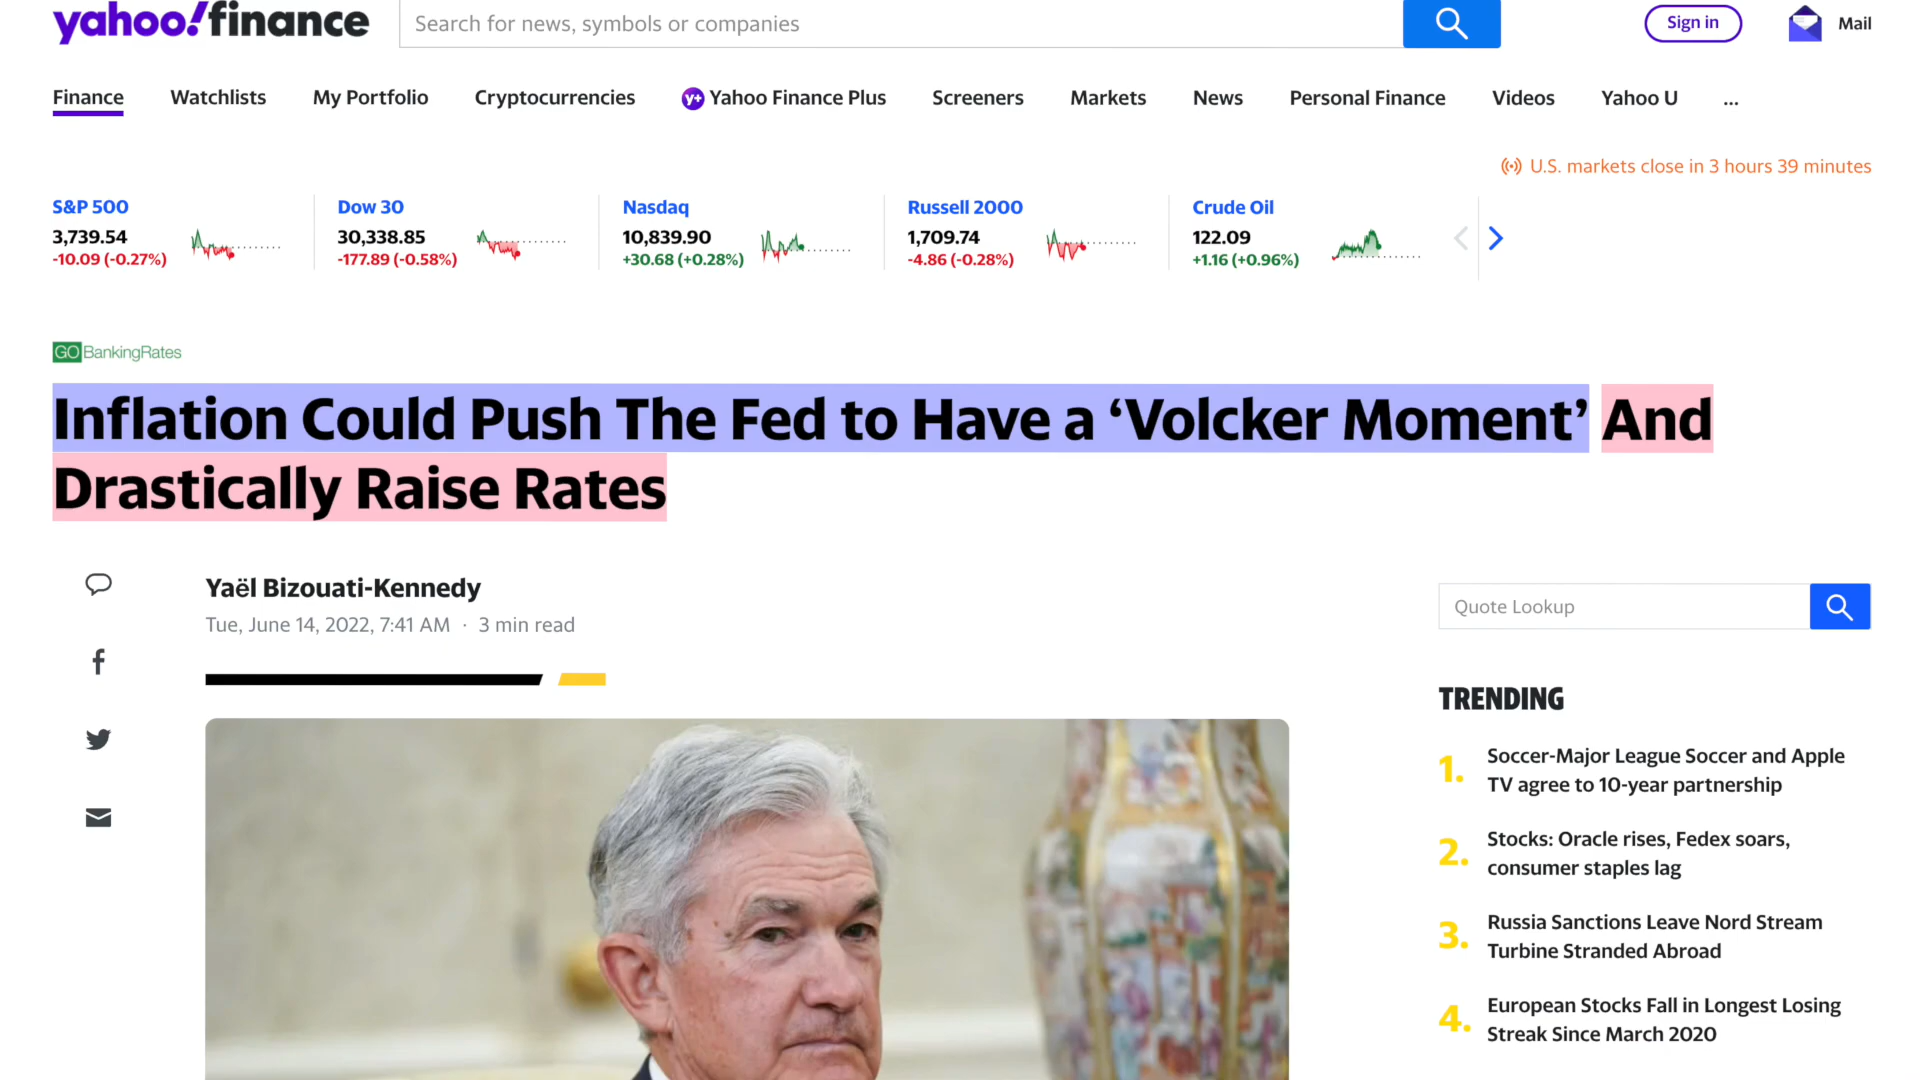 yahoo!finance
Search for news, symbols or companies
Sign in
Mail
Finance
Watchlists
My Portfolio
Cryptocurrencies
y+ Yahoo Finance Plus
Screeners
Markets
News
Personal Finance
Videos
Yahoo U
...
U.S. markets close in 3 hours 39 minutes
S&P 500
3,739.54
-10.09 (-0.27%)
Dow 30
30,338.85
-177.89 (-0.58%)
Nasdaq
10,839.90
+30.68 (+0.28%)
Russell 2000
1,709.74
-4.86 (-0.28%)
Crude Oil
122.09
+1.16 (+0.96%)
GOBankingRates
Inflation Could Push The Fed to Have a ‘Volcker Moment’ And
Drastically Raise Rates
Yaël Bizouati-Kennedy
Tue, June 14, 2022, 7:41 AM · 3 min read
Quote Lookup
TRENDING
1. Soccer-Major League Soccer and Apple
TV agree to 10-year partnership
2. Stocks: Oracle rises, Fedex soars,
consumer staples lag
3. Russia Sanctions Leave Nord Stream
Turbine Stranded Abroad
4. European Stocks Fall in Longest Losing
Streak Since March 2020